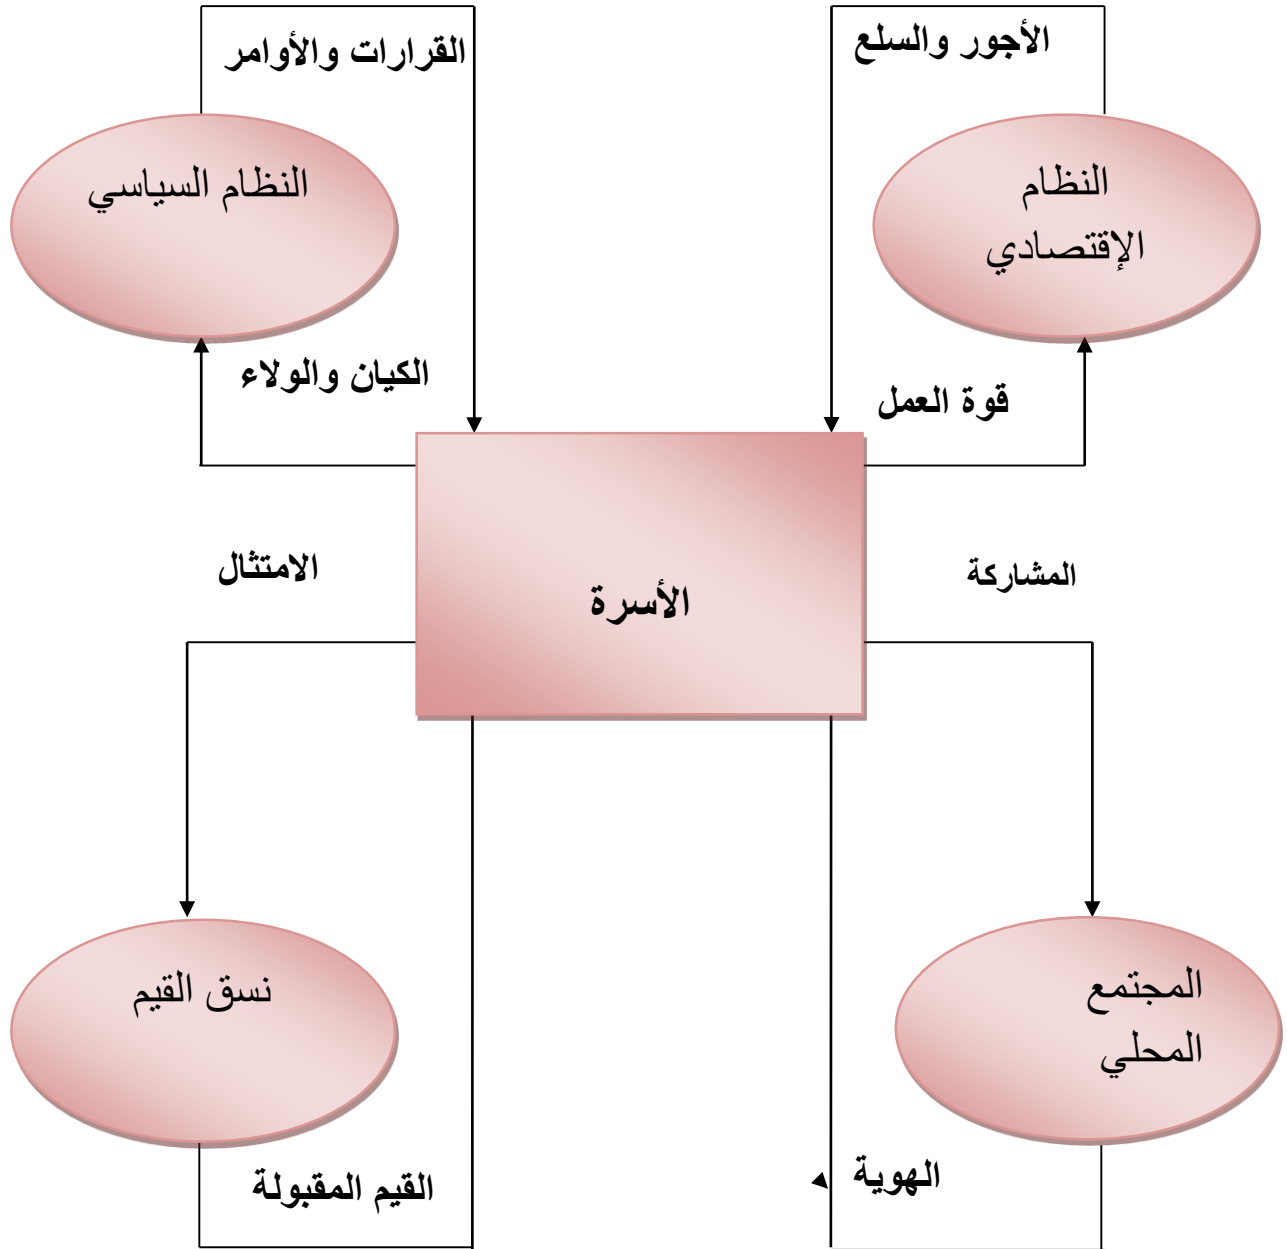 الأجور والسلع
القرارات والأوامر
النظام
الإقتصادي
النظام السياسي
قوة العمل
الكيان والولاء
المشاركة
الامتثال
الأسرة
المجتمع
المحلي
نسق القيم
الهوية
القيم المقبولة